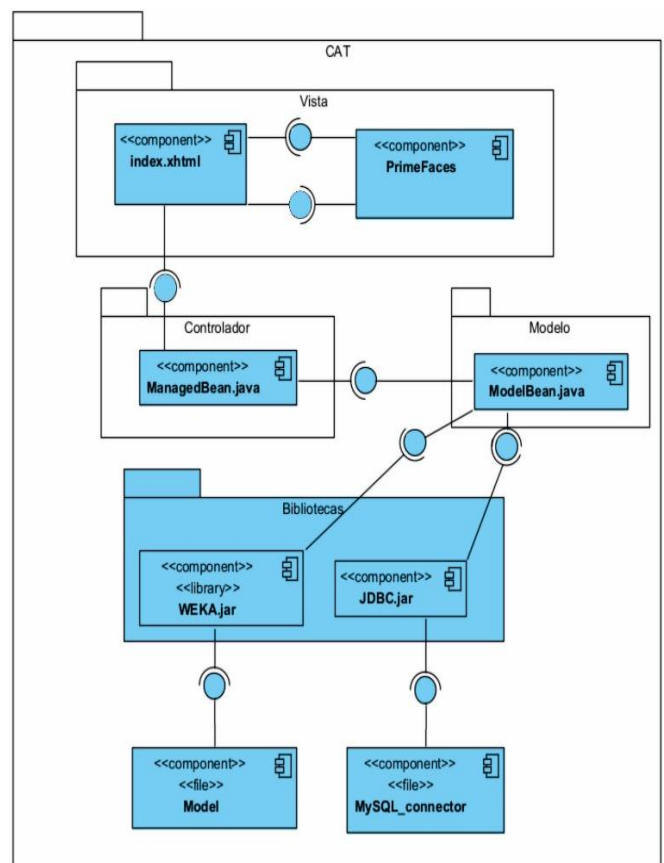 CAT
Vista
<<component>>
index.xhtml
<<component>>
PrimeFaces
Controlador
<<component>>
ManagedBean.java
Modelo
<<component>>
ModelBean.java
Bibliotecas
<<component>>
<<library>>
WEKA.jar
<<component>>
JDBC.jar
<<component>>
<<file>>
Model
<<component>>
<<file>>
MySQL_connector